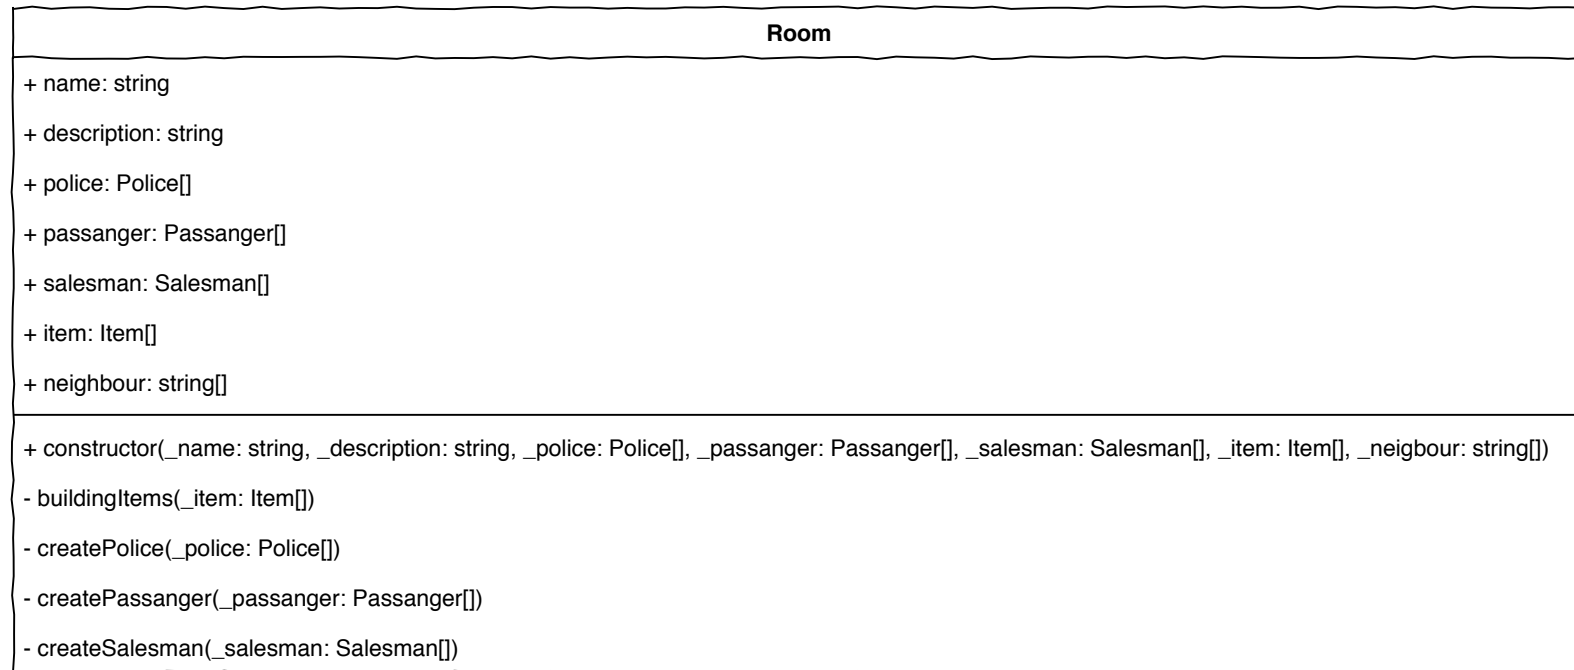 Room
+ name: string
+ description: string
+ police: Police[]
+ passanger: Passanger[]
+ salesman: Salesman[]
+ item: Item[]
+ neighbour: string[]
+ constructor(_name: string, _description: string, _police: Police[], _passanger: Passanger[], _salesman: Salesman[], _item: Item[], _neigbour: string[])
- buildingItems(_item: Item[])
- createPolice(_police: Police[])
- createPassanger(_passanger: Passanger[])
- createSalesman(_salesman: Salesman[])